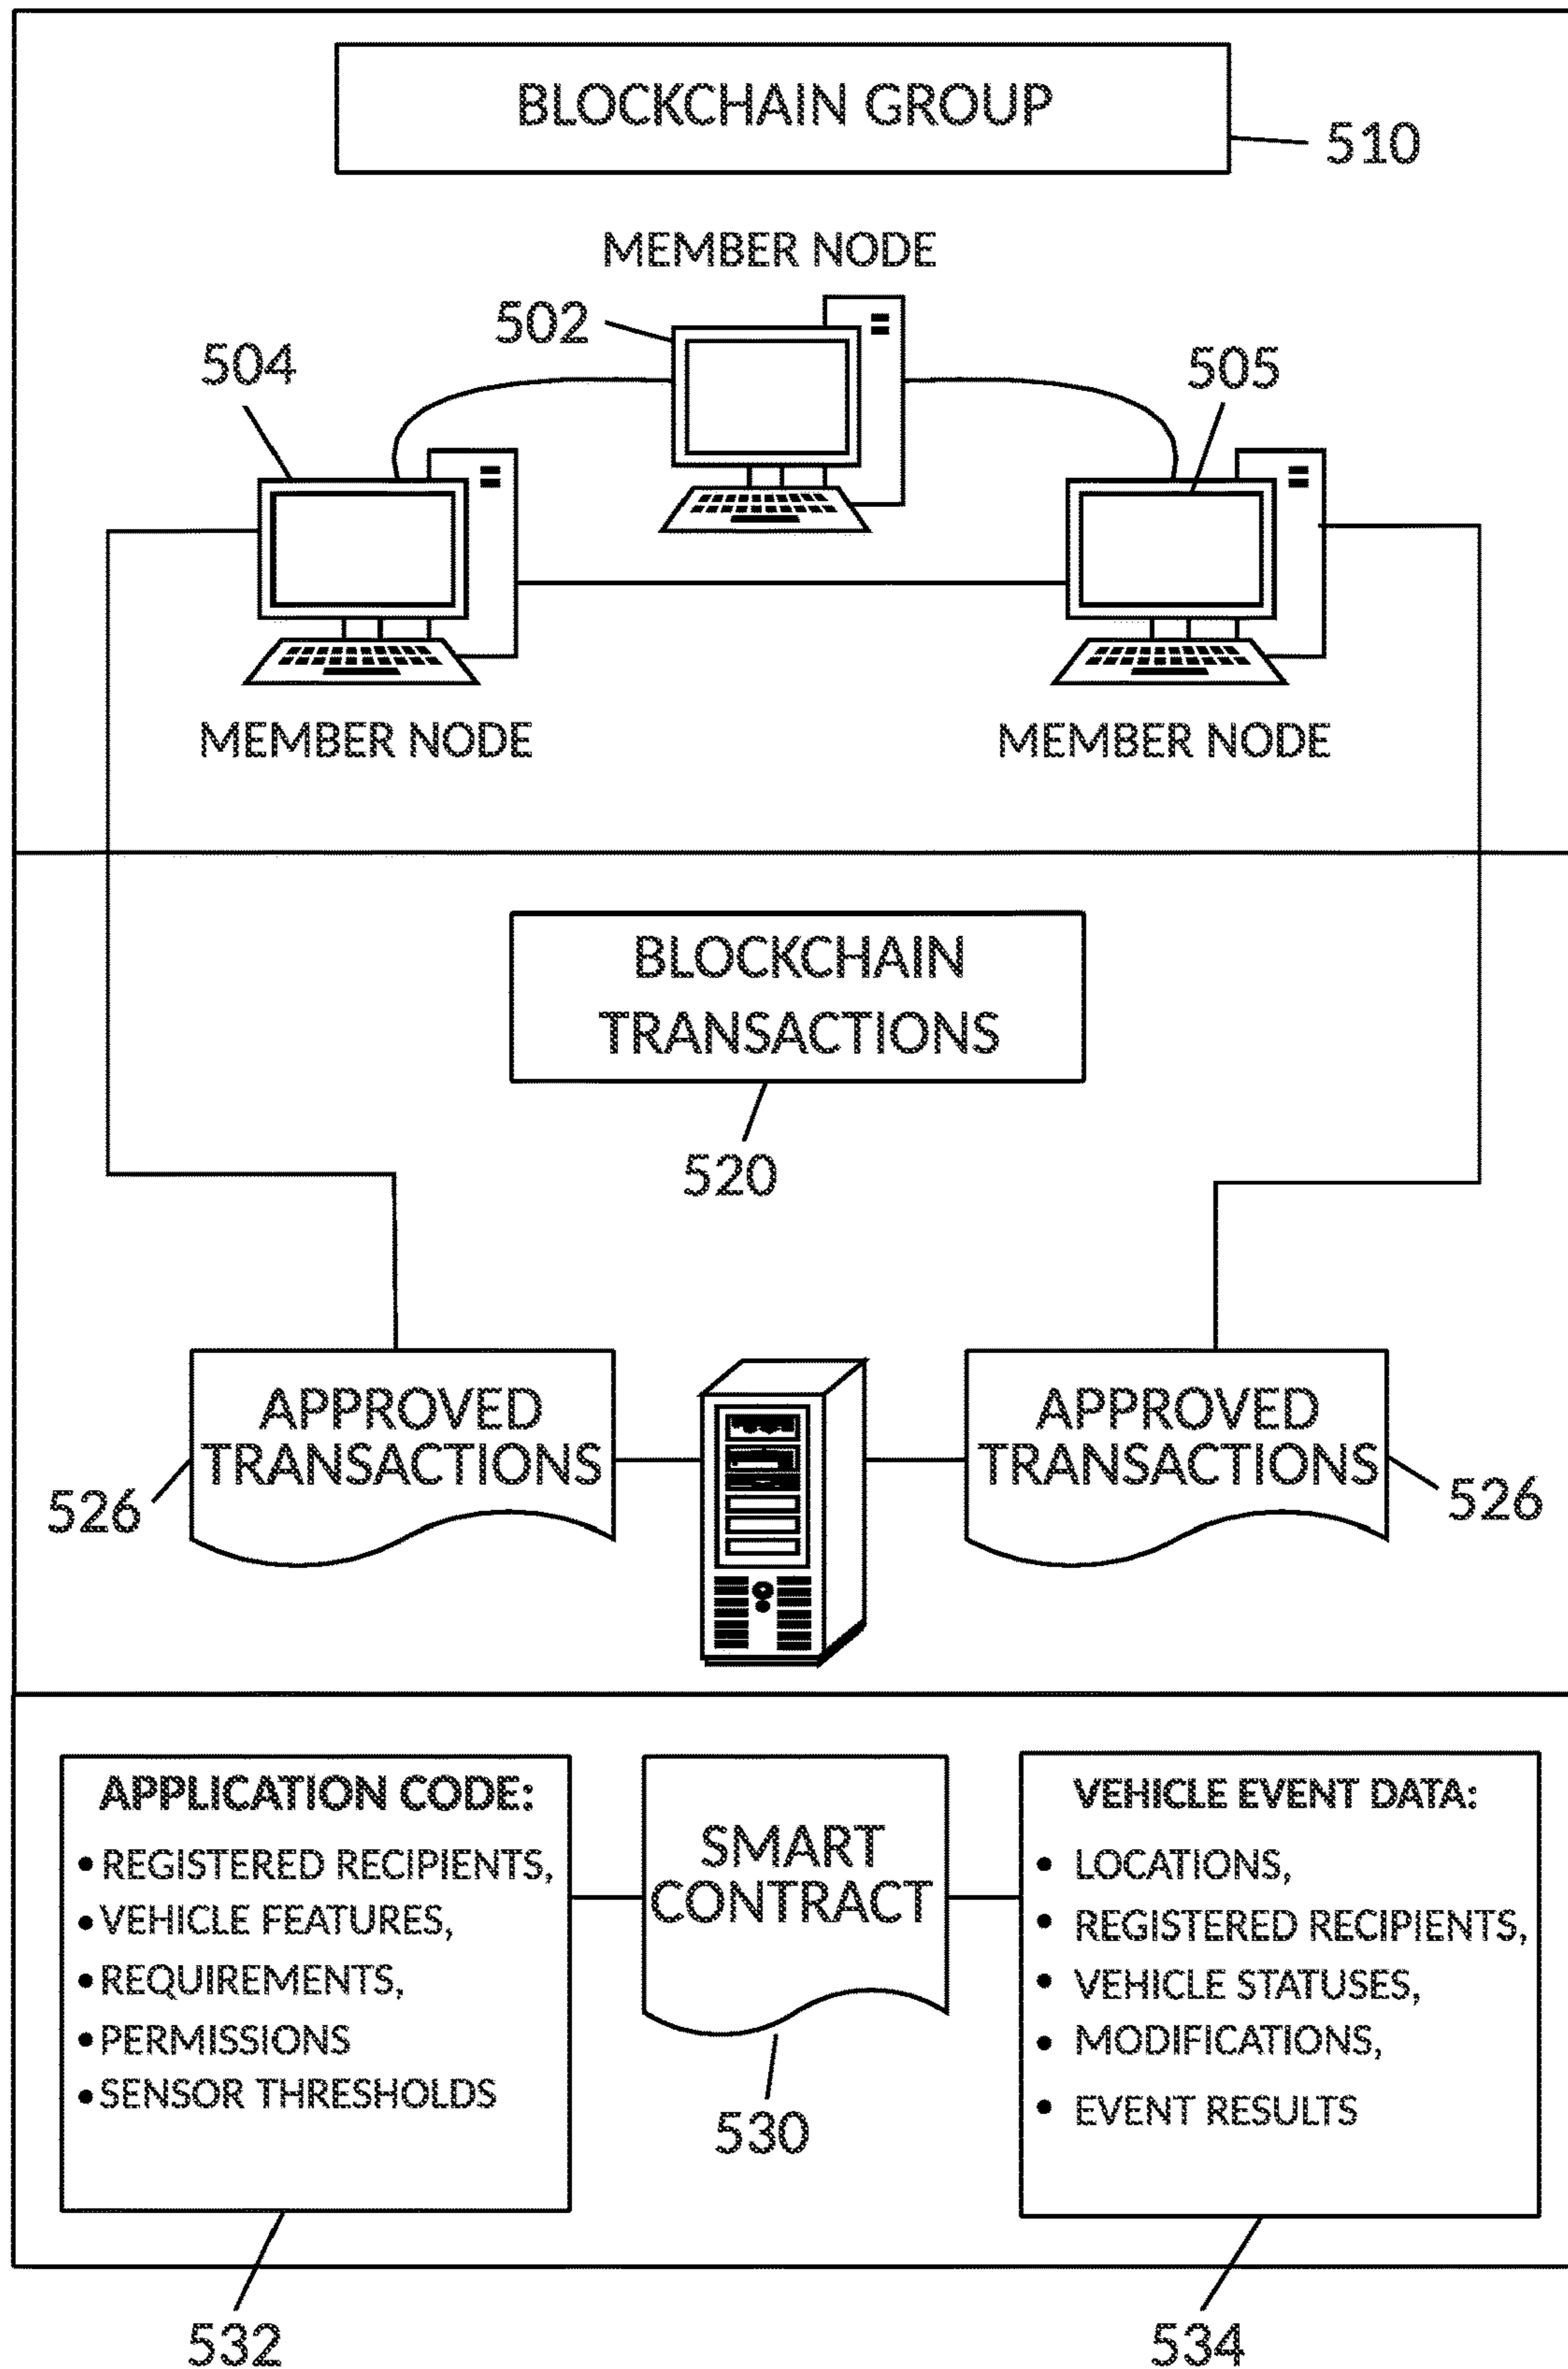 BLOCKCHAIN GROUP
510
MEMBER NODE
502
504
505
MEMBER NODE
MEMBER NODE
BLOCKCHAIN
TRANSACTIONS
520
APPROVED
TRANSACTIONS
526
APPROVED
TRANSACTIONS
526
APPLICATION CODE:
• REGISTERED RECIPIENTS,
• VEHICLE FEATURES,
• REQUIREMENTS,
• PERMISSIONS
• SENSOR THRESHOLDS
532
SMART
CONTRACT
530
VEHICLE EVENT DATA:
• LOCATIONS,
• REGISTERED RECIPIENTS,
• VEHICLE STATUSES,
• MODIFICATIONS,
• EVENT RESULTS
534